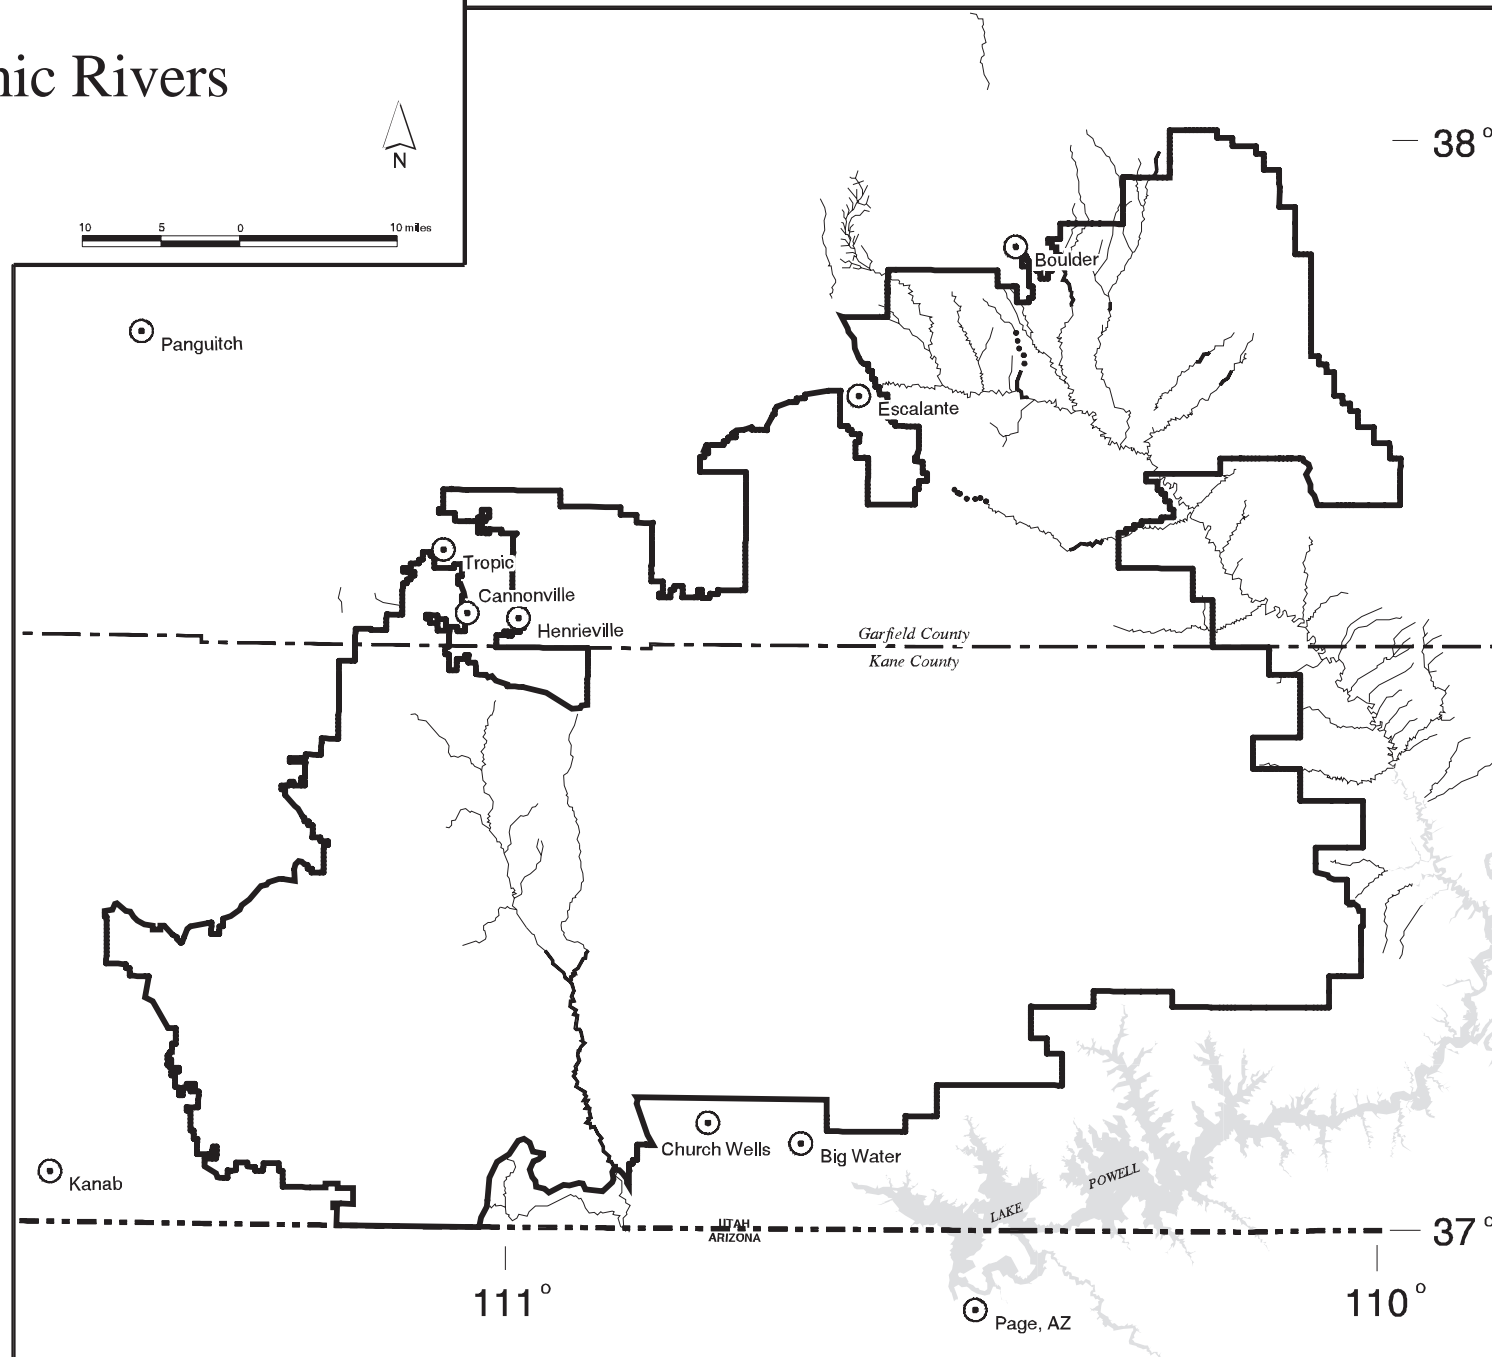 nic Rivers
N
10 5 0 10 miles
38°
Boulder
Panguitch
Escalante
Tropic
Cannonville
Henrieville
Garfield County
Kane County
Church Wells
Big Water
Kanab
POWELL
LAKE
UTAH
ARIZONA
37°
111°
110°
Page, AZ